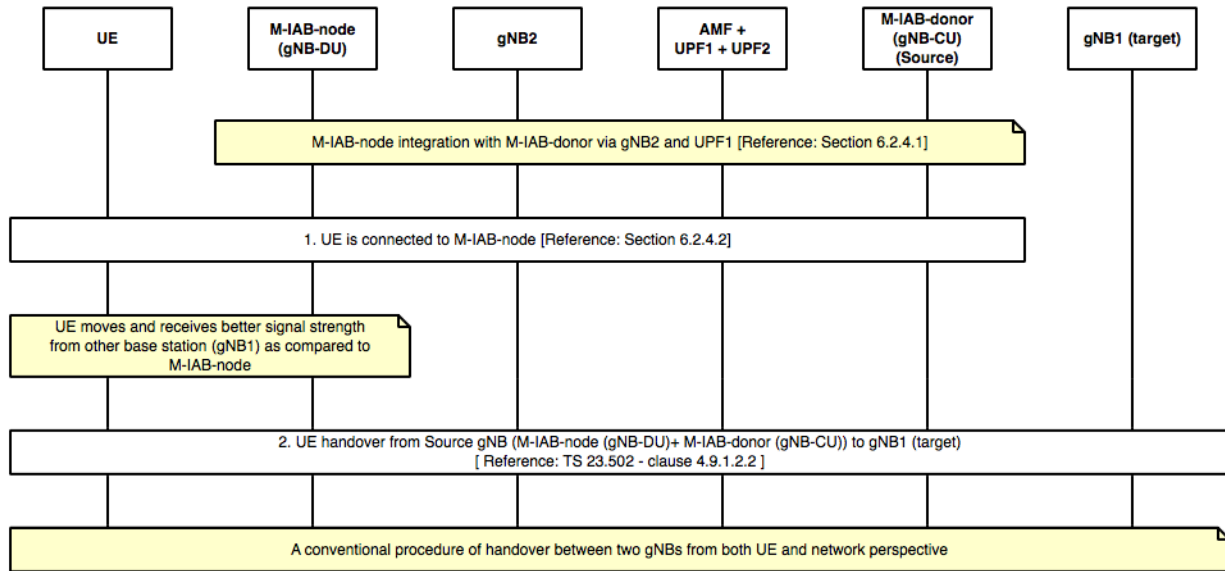 UE
M-IAB-node
(gNB-DU)
gNB2
AMF +
UPF1 + UPF2
M-IAB-donor
(gNB-CU)
(Source)
gNB1 (target)
M-IAB-node integration with M-IAB-donor via gNB2 and UPF1 [Reference: Section 6.2.4.1]
1. UE is connected to M-IAB-node [Reference: Section 6.2.4.2]
UE moves and receives better signal strength
from other base station (gNB1) as compared to
M-IAB-node
2. UE handover from Source gNB (M-IAB-node (gNB-DU)+ M-IAB-donor (gNB-CU)) to gNB1 (target)
[ Reference: TS 23.502 - clause 4.9.1.2.2 ]
A conventional procedure of handover between two gNBs from both UE and network perspective